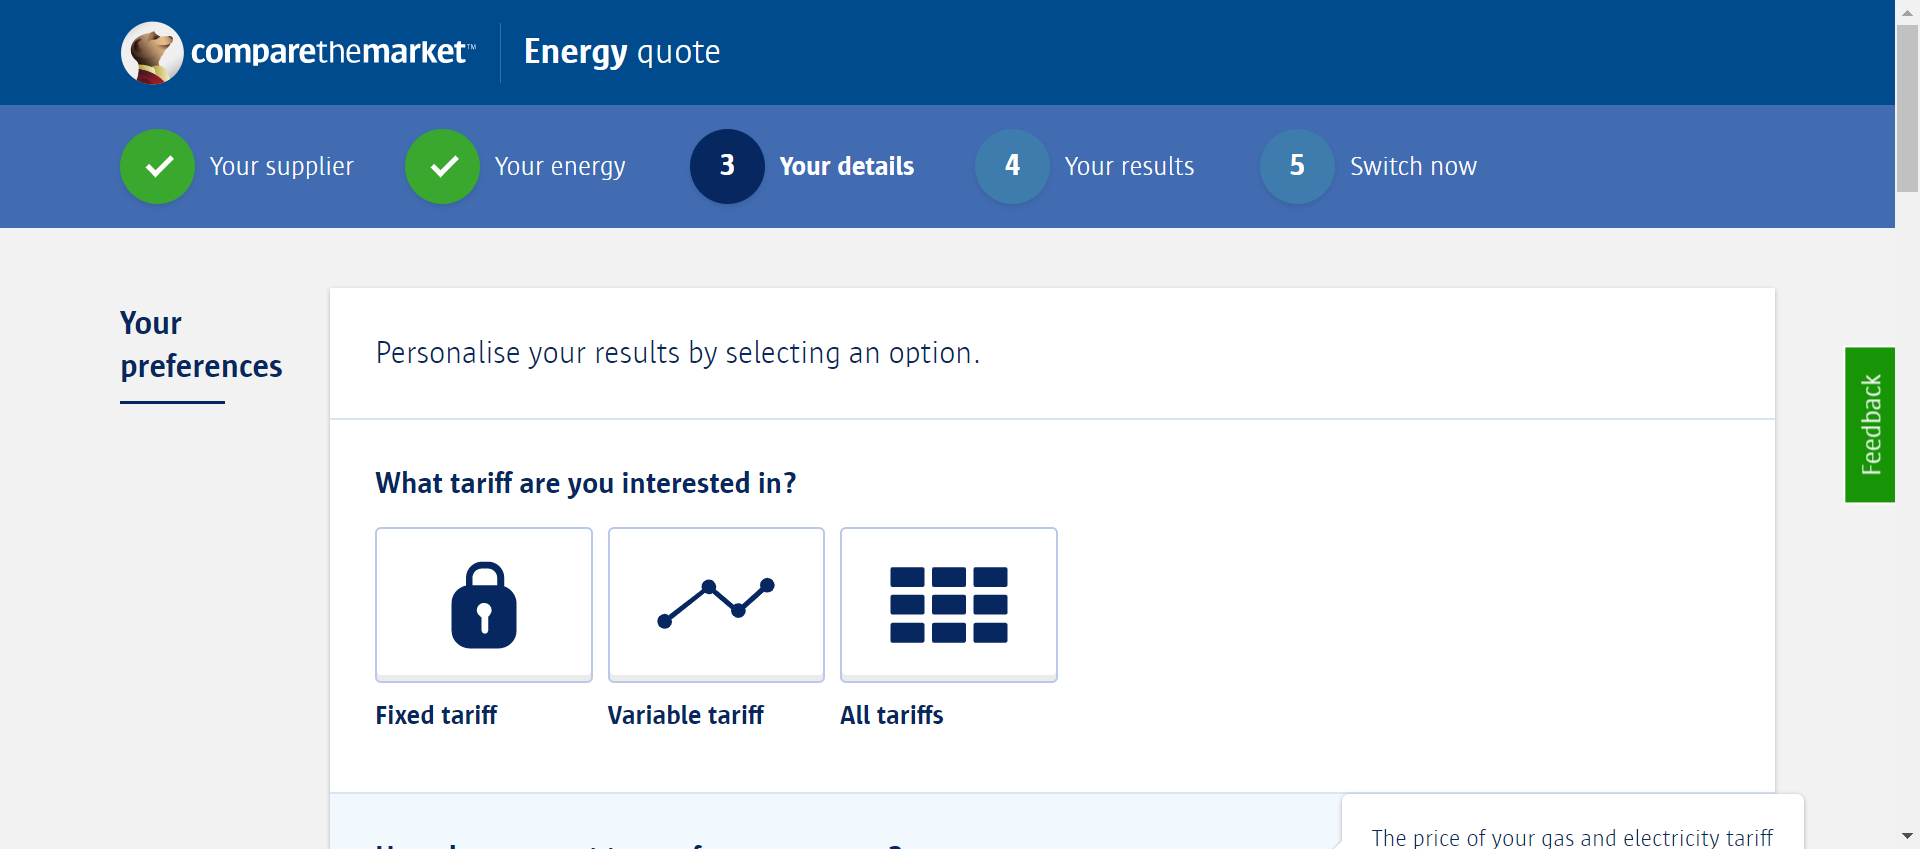 comparethemarket™
Energy quote
Your supplier
Your energy
3 Your details
4 Your results
5 Switch now
Your
preferences
Personalise your results by selecting an option.
Feedback
What tariff are you interested in?
Fixed tariff
Variable tariff
All tariffs
The price of your gas and electricity tariff